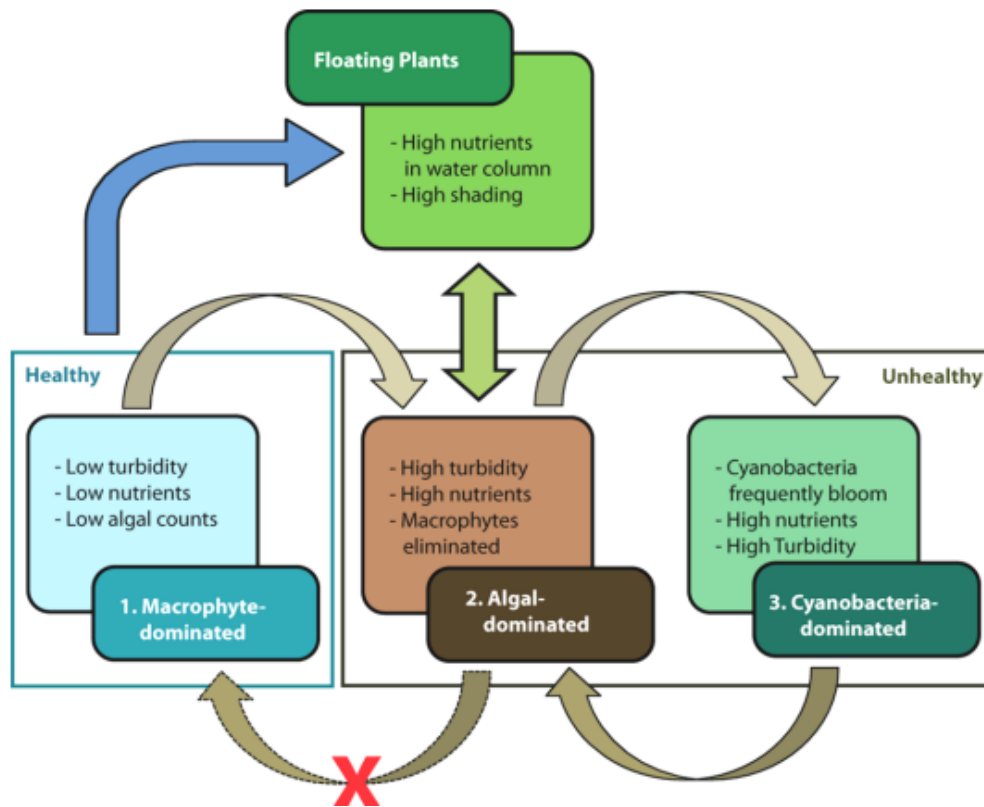 Floating Plants
- High nutrients
in water column
- High shading
Healthy
Unhealthy
- Low turbidity
- Low nutrients
- Low algal counts
1. Macrophyte-
dominated
- High turbidity
- High nutrients
- Macrophytes
eliminated
2. Algal-
dominated
- Cyanobacteria
frequently bloom
- High nutrients
- High Turbidity
3. Cyanobacteria-
dominated
X